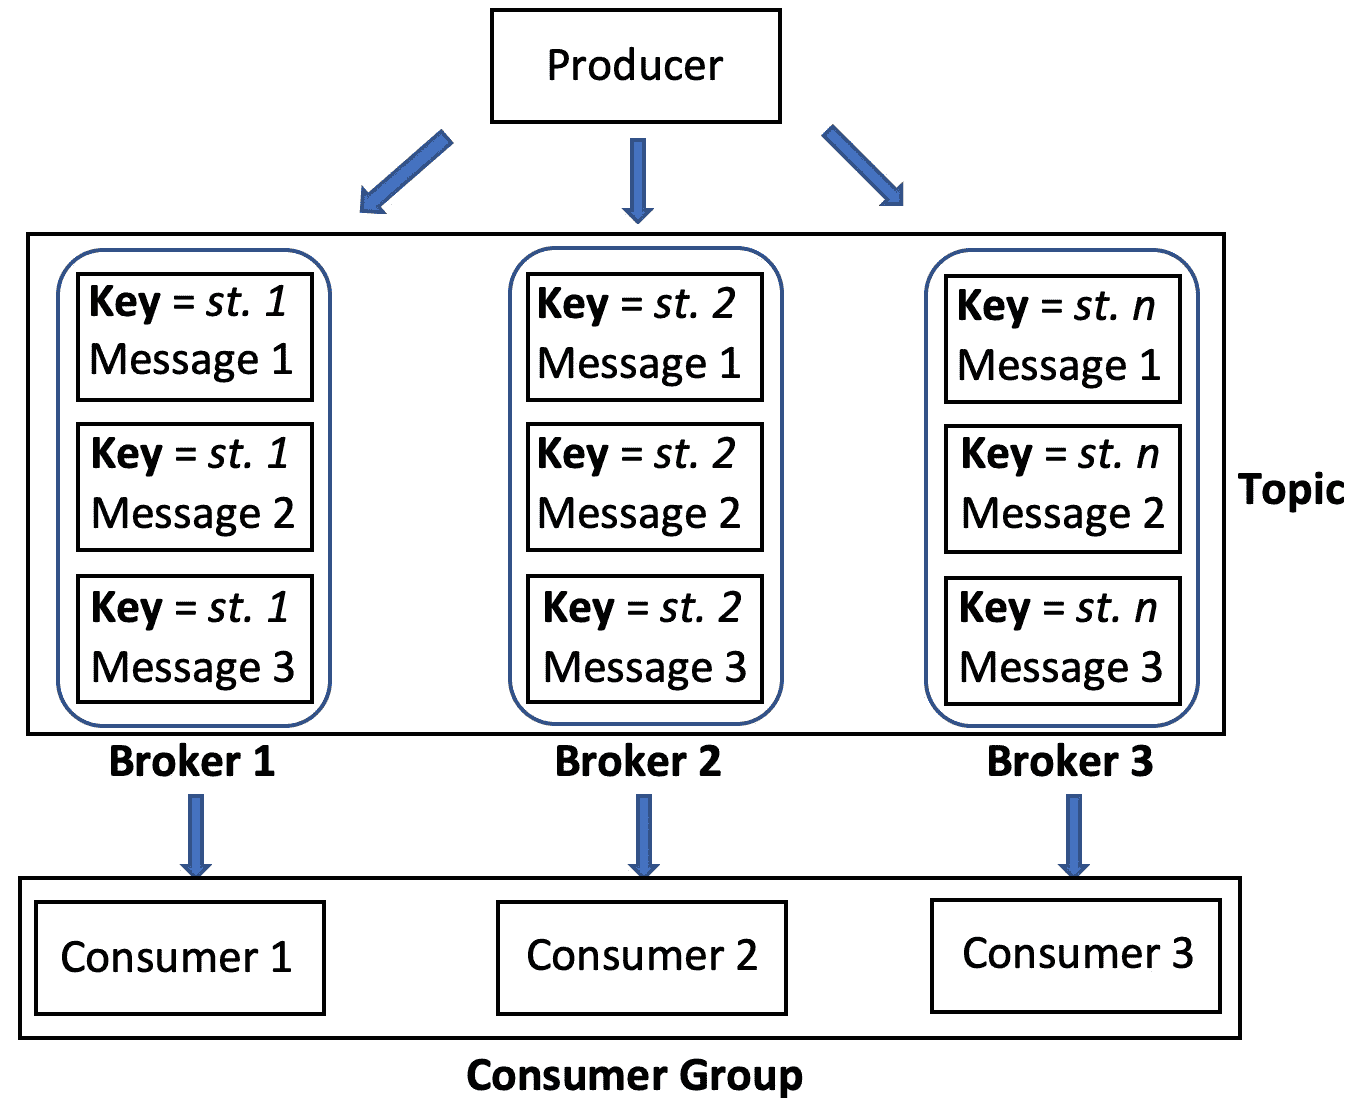 Producer
Key = st. 1
Message 1
Key = st. 1
Message 2
Key = st. 1
Message 3
Broker 1
Key = st. 2
Message 1
Key = st. 2
Message 2
Key = st. 2
Message 3
Broker 2
Key = st. n
Message 1
Key = st. n
Message 2
Key = st. n
Message 3
Broker 3
Topic
Consumer 1
Consumer 2
Consumer 3
Consumer Group